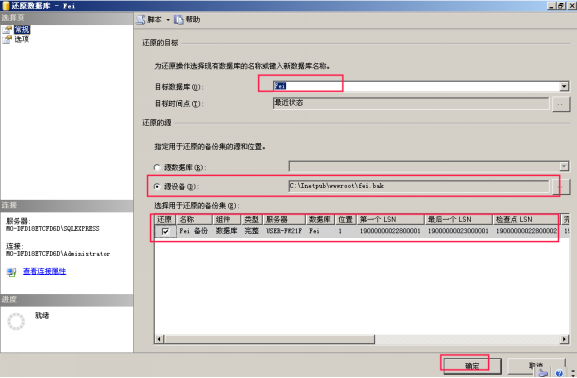 还原数据库 - Fei
选择页
常规
选项
脚本
帮助
还原的目标
为还原操作选择现有数据库的名称或键入新数据库名称。
目标数据库(O):
Fei
目标时间点(T):
最近状态
还原的源
指定用于还原的备份集的源和位置。
源数据库(R):
源设备(D):
C:\Inetpub\wwwroot\fei.bak
选择用于还原的备份集(E):
还原 名称 组件 类型 服务器 数据库 位置 第一个 LSN 最后一个 LSN 检查点 LSN 完
Fei 备份 数据库 完整 Fei 1 19000000022800001 19000000023000001 19000000022800002
连接
服务器:
MO-DFD18E7CFD6D\SQLEXPRESS
连接:
MO-DFD18E7CFD6D\Administrator
查看连接属性
进度
就绪
确定
取消